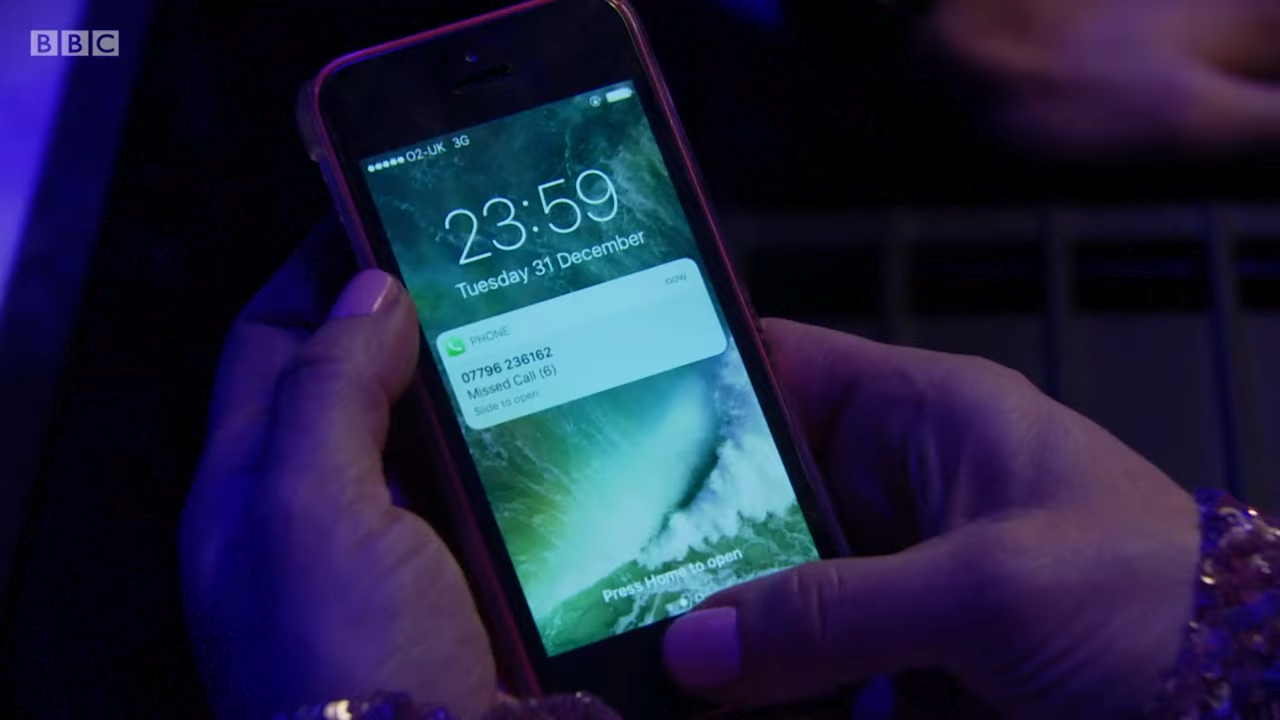 BBC
O2-UK 3G
23:59
Tuesday 31 December
PHONE now
07796 236162
Missed Call (6)
Slide to open
Press Home to open